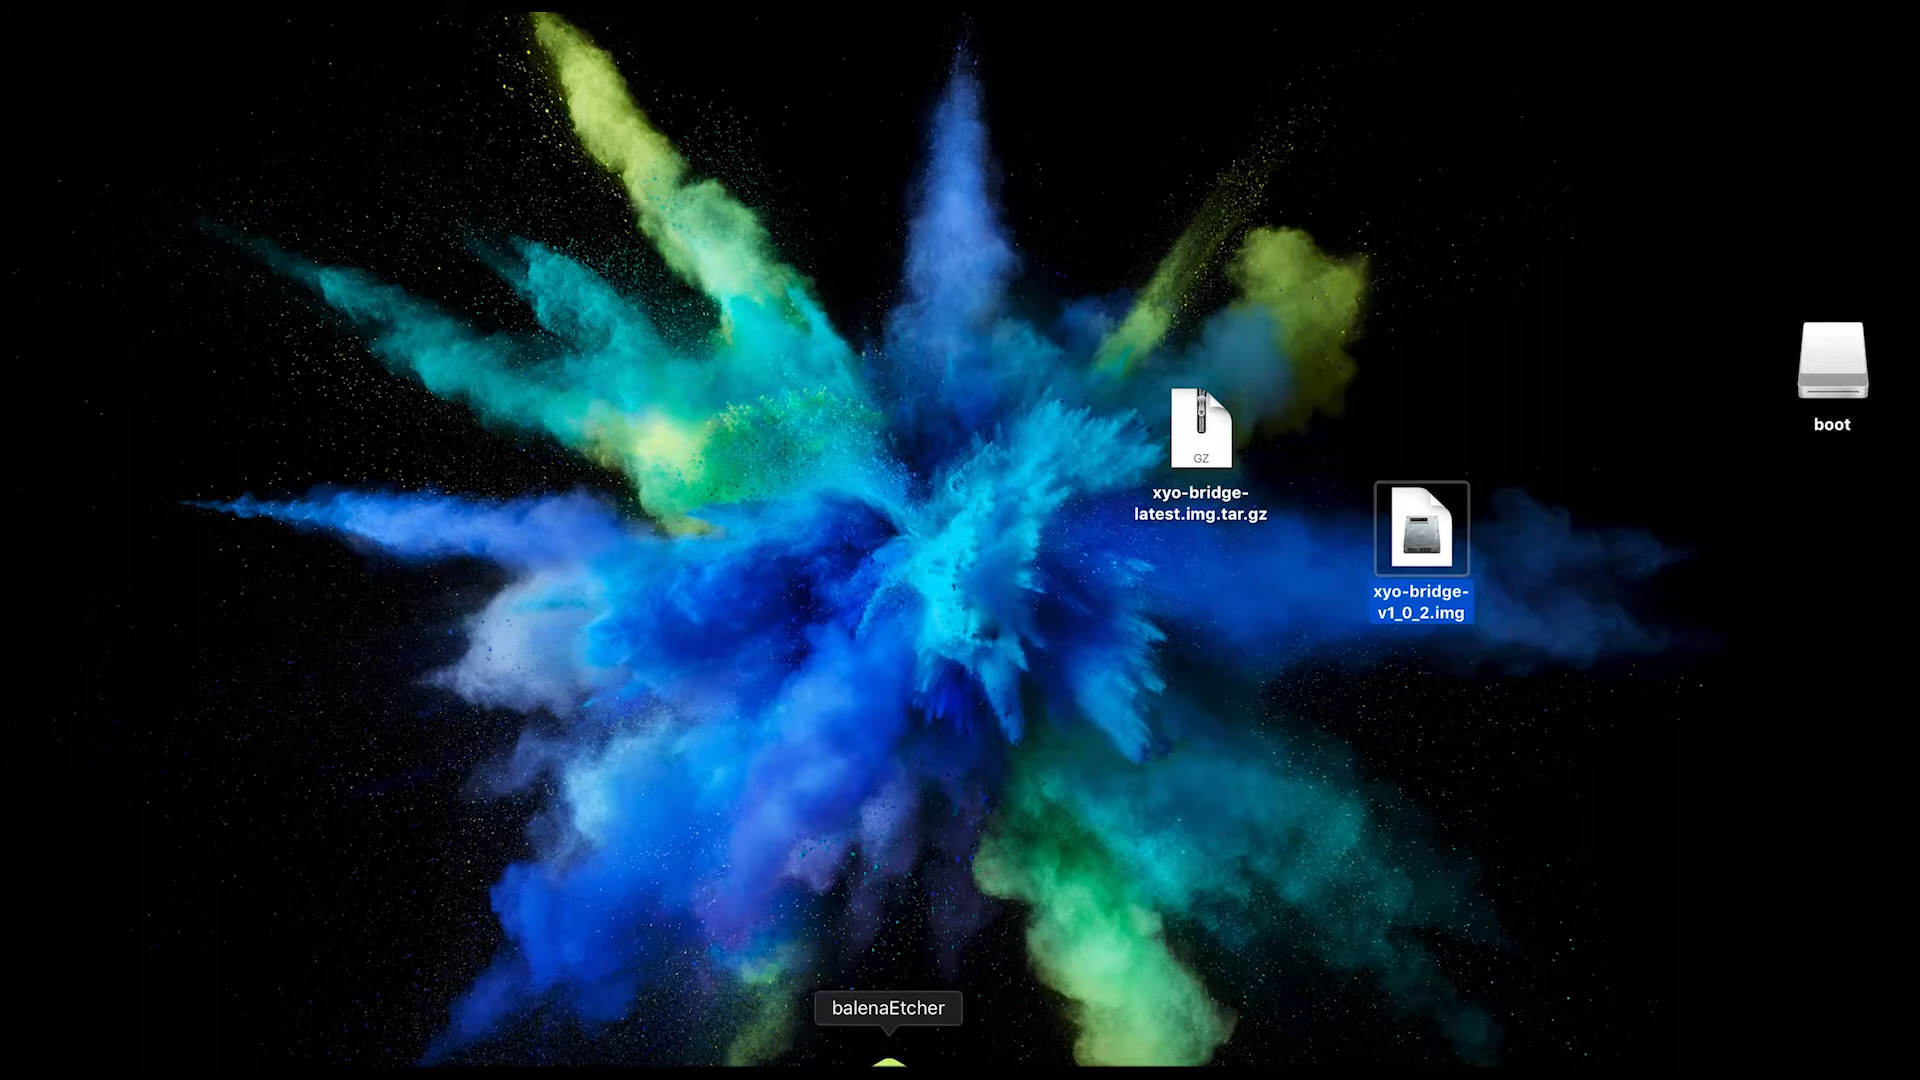 boot
GZ
xyo-bridge-
latest.img.tar.gz
xyo-bridge-
v1_0_2.img
balenaEtcher